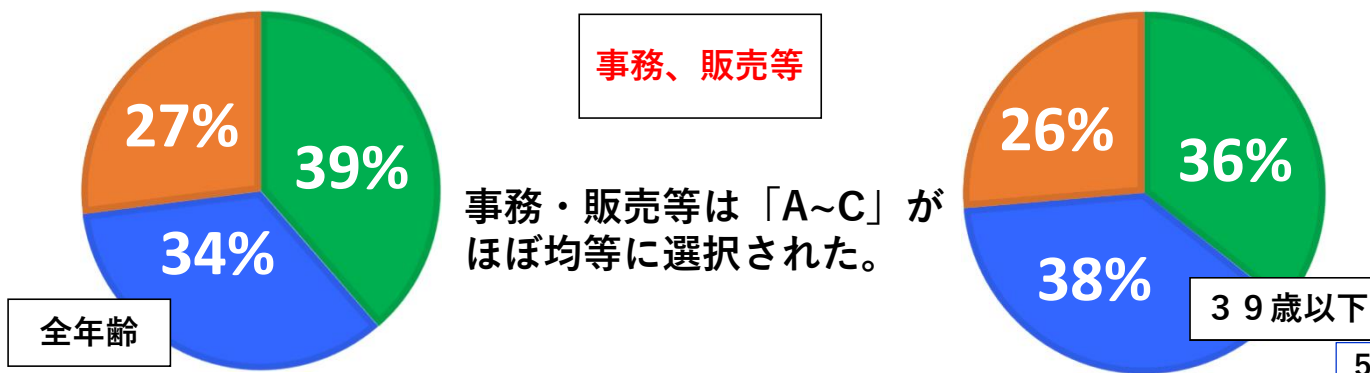 事務、販売等
27%
39%
34%
全年齢
事務・販売等は「A~C」が
ほぼ均等に選択された。
26%
36%
38%
３９歳以下
5